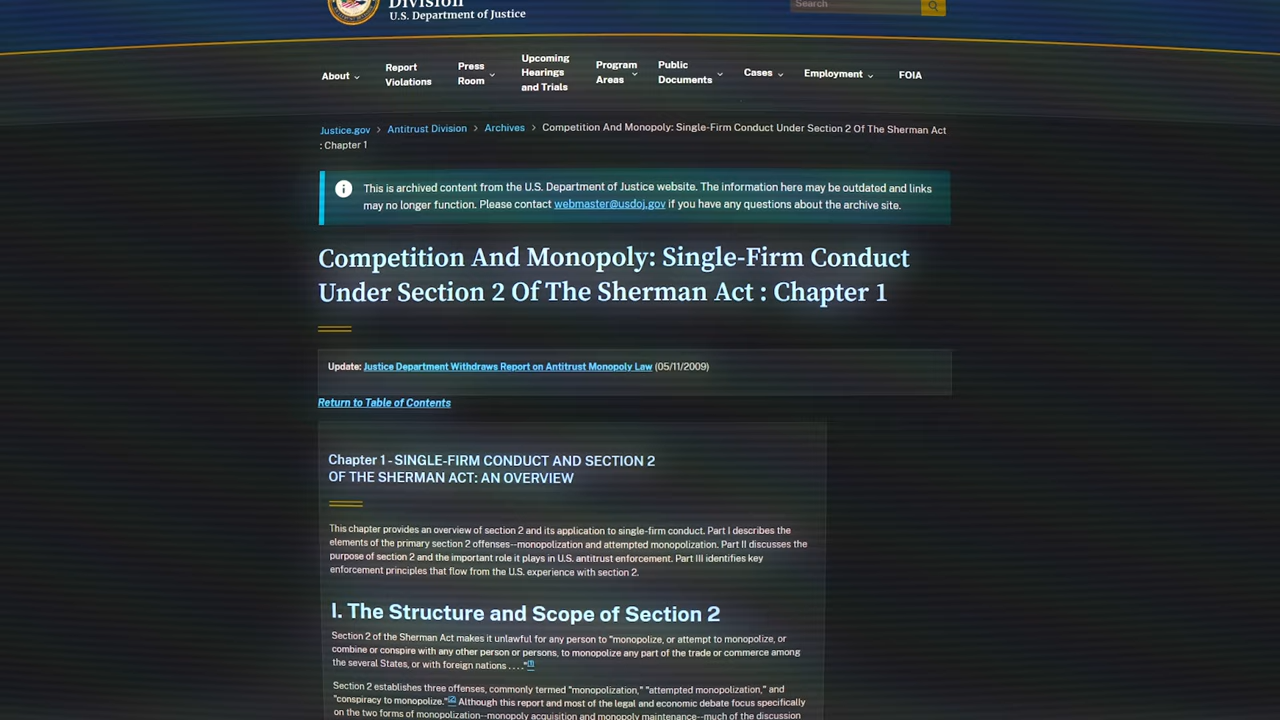 Division
U.S. Department of Justice
Search
About
Report Violations
Press Room
Upcoming Hearings and Trials
Program Areas
Public Documents
Cases
Employment
FOIA
Justice.gov > Antitrust Division > Archives > Competition And Monopoly: Single-Firm Conduct Under Section 2 Of The Sherman Act
: Chapter 1
This is archived content from the U.S. Department of Justice website. The information here may be outdated and links
may no longer function. Please contact webmaster@usdoj.gov if you have any questions about the archive site.
Competition And Monopoly: Single-Firm Conduct
Under Section 2 Of The Sherman Act : Chapter 1
Update: Justice Department Withdraws Report on Antitrust Monopoly Law (05/11/2009)
Return to Table of Contents
Chapter 1 - SINGLE-FIRM CONDUCT AND SECTION 2
OF THE SHERMAN ACT: AN OVERVIEW
This chapter provides an overview of section 2 and its application to single-firm conduct. Part I describes the
elements of the primary section 2 offenses--monopolization and attempted monopolization. Part II discusses the
purpose of section 2 and the important role it plays in U.S. antitrust enforcement. Part III identifies key
enforcement principles that flow from the U.S. experience with section 2.
I. The Structure and Scope of Section 2
Section 2 of the Sherman Act makes it unlawful for any person to "monopolize, or attempt to monopolize, or
combine or conspire with any other person or persons, to monopolize any part of the trade or commerce among
the several States, or with foreign nations . . . ."[1]
Section 2 establishes three offenses, commonly termed "monopolization," "attempted monopolization," and
"conspiracy to monopolize."[2] Although this report and most of the legal and economic debate focus specifically
on the two forms of monopolization--monopoly acquisition and monopoly maintenance--much of the discussion